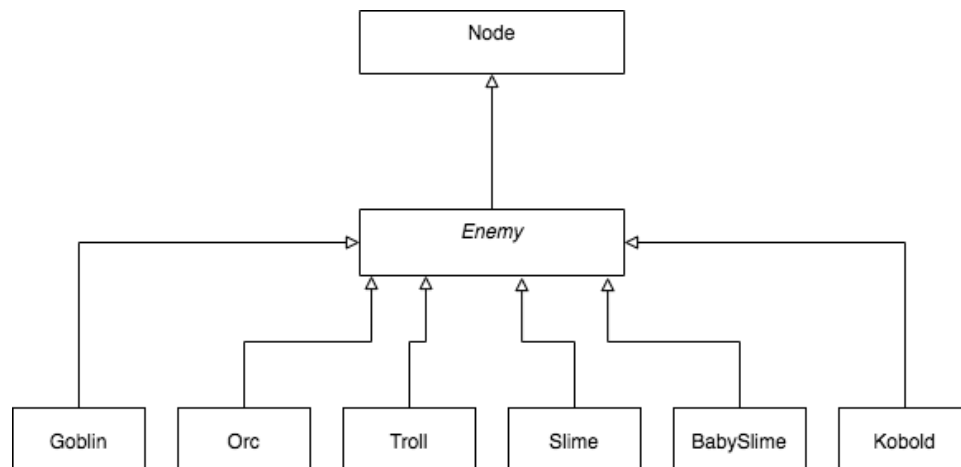 Node
Enemy
Goblin
Orc
Troll
Slime
BabySlime
Kobold